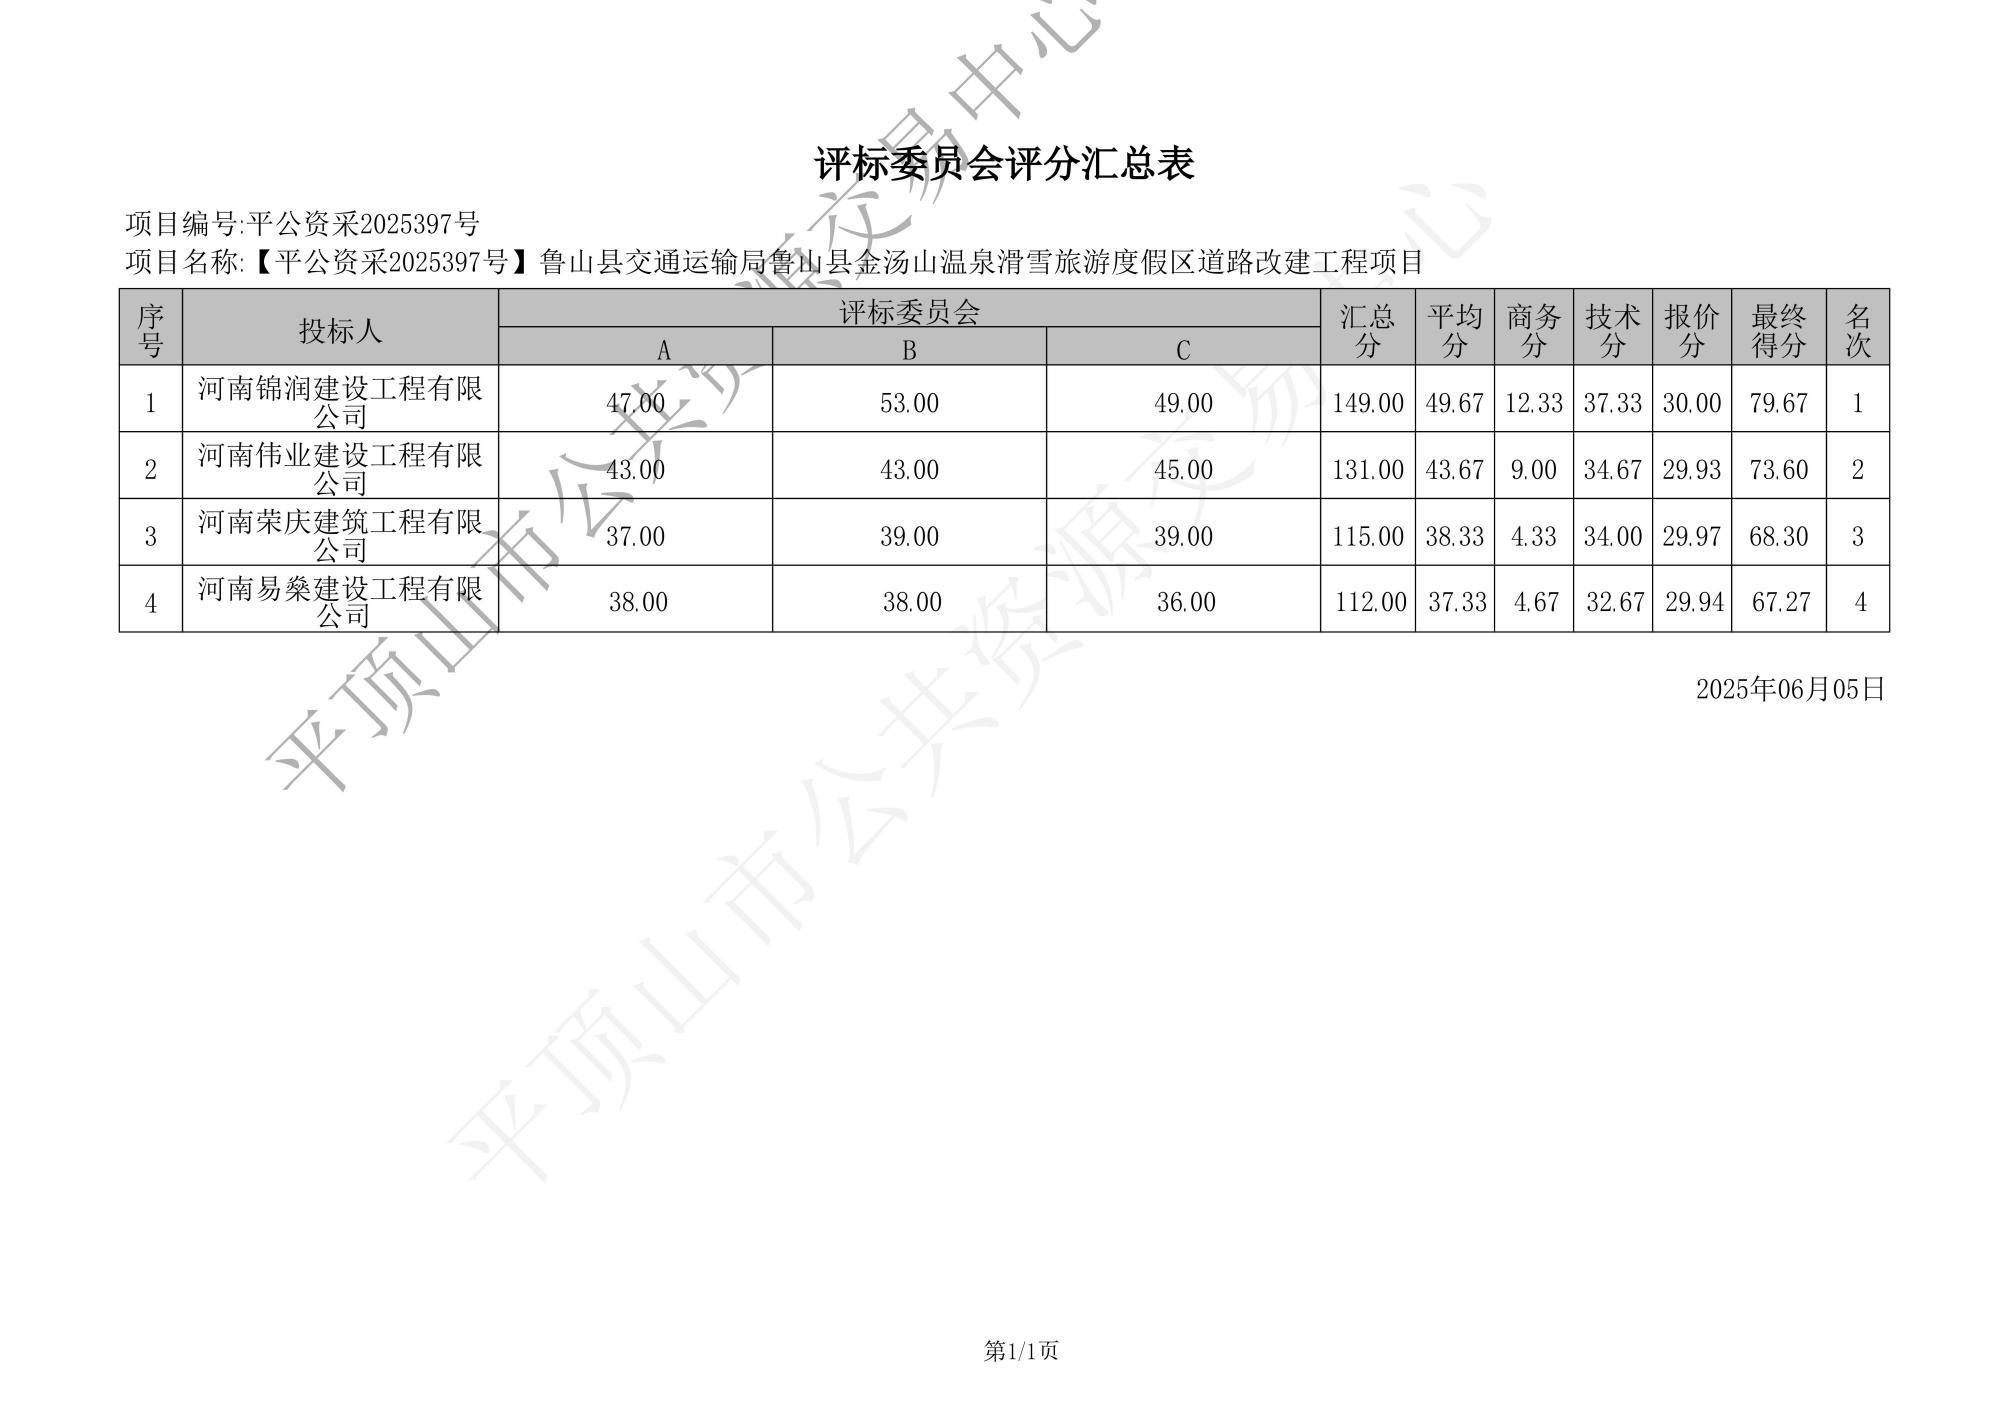 评标委员会评分汇总表
项目编号:平公资采2025397号
项目名称:【平公资采2025397号】鲁山县交通运输局鲁山县金汤山温泉滑雪旅游度假区道路改建工程项目
序号 投标人 评标委员会 汇总分 平均分 商务分 技术分 报价分 最终得分 名次
A B C
1 河南锦润建设工程有限公司 47.00 53.00 49.00 149.00 49.67 12.33 37.33 30.00 79.67 1
2 河南伟业建设工程有限公司 43.00 43.00 45.00 131.00 43.67 9.00 34.67 29.93 73.60 2
3 河南荣庆建筑工程有限公司 37.00 39.00 39.00 115.00 38.33 4.33 34.00 29.97 68.30 3
4 河南易燊建设工程有限公司 38.00 38.00 36.00 112.00 37.33 4.67 32.67 29.94 67.27 4
2025年06月05日
平顶山市公共资源交易中心
平顶山市公共资源交易中心
第1/1页